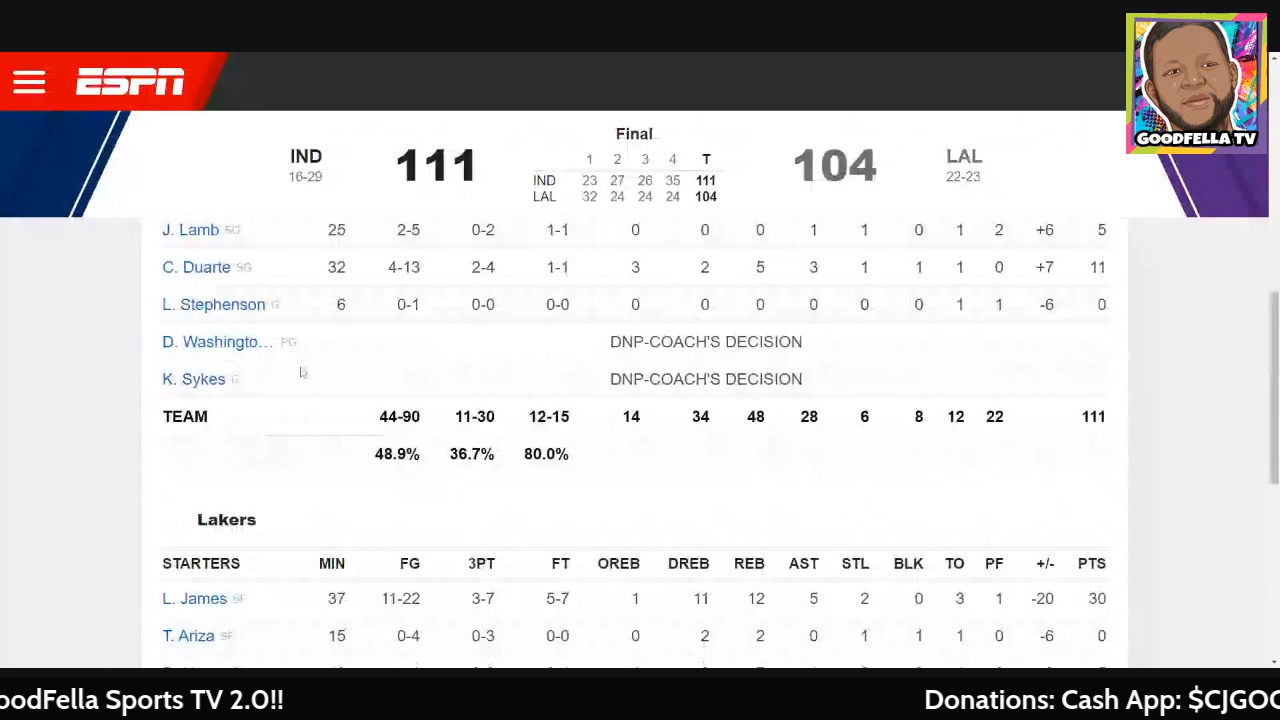 GOODFELLA TV
ESPN
Final
IND 111 1 2 3 4 T 104 LAL
16-29 IND 23 27 26 35 111 22-23
LAL 32 24 24 24 104
J. Lamb SG 25 2-5 0-2 1-1 0 0 0 1 1 0 1 2 +6 5
C. Duarte SG 32 4-13 2-4 1-1 3 2 5 3 1 1 1 0 +7 11
L. Stephenson G 6 0-1 0-0 0-0 0 0 0 0 0 0 1 1 -6 0
D. Washingto... PG DNP-COACH'S DECISION
K. Sykes G DNP-COACH'S DECISION
TEAM 44-90 11-30 12-15 14 34 48 28 6 8 12 22 111
48.9% 36.7% 80.0%
Lakers
STARTERS MIN FG 3PT FT OREB DREB REB AST STL BLK TO PF +/- PTS
L. James SF 37 11-22 3-7 5-7 1 11 12 5 2 0 3 1 -20 30
T. Ariza SF 15 0-4 0-3 0-0 0 2 2 0 1 1 1 0 -6 0
oodFella Sports TV 2.0!! Donations: Cash App: $CJGOO